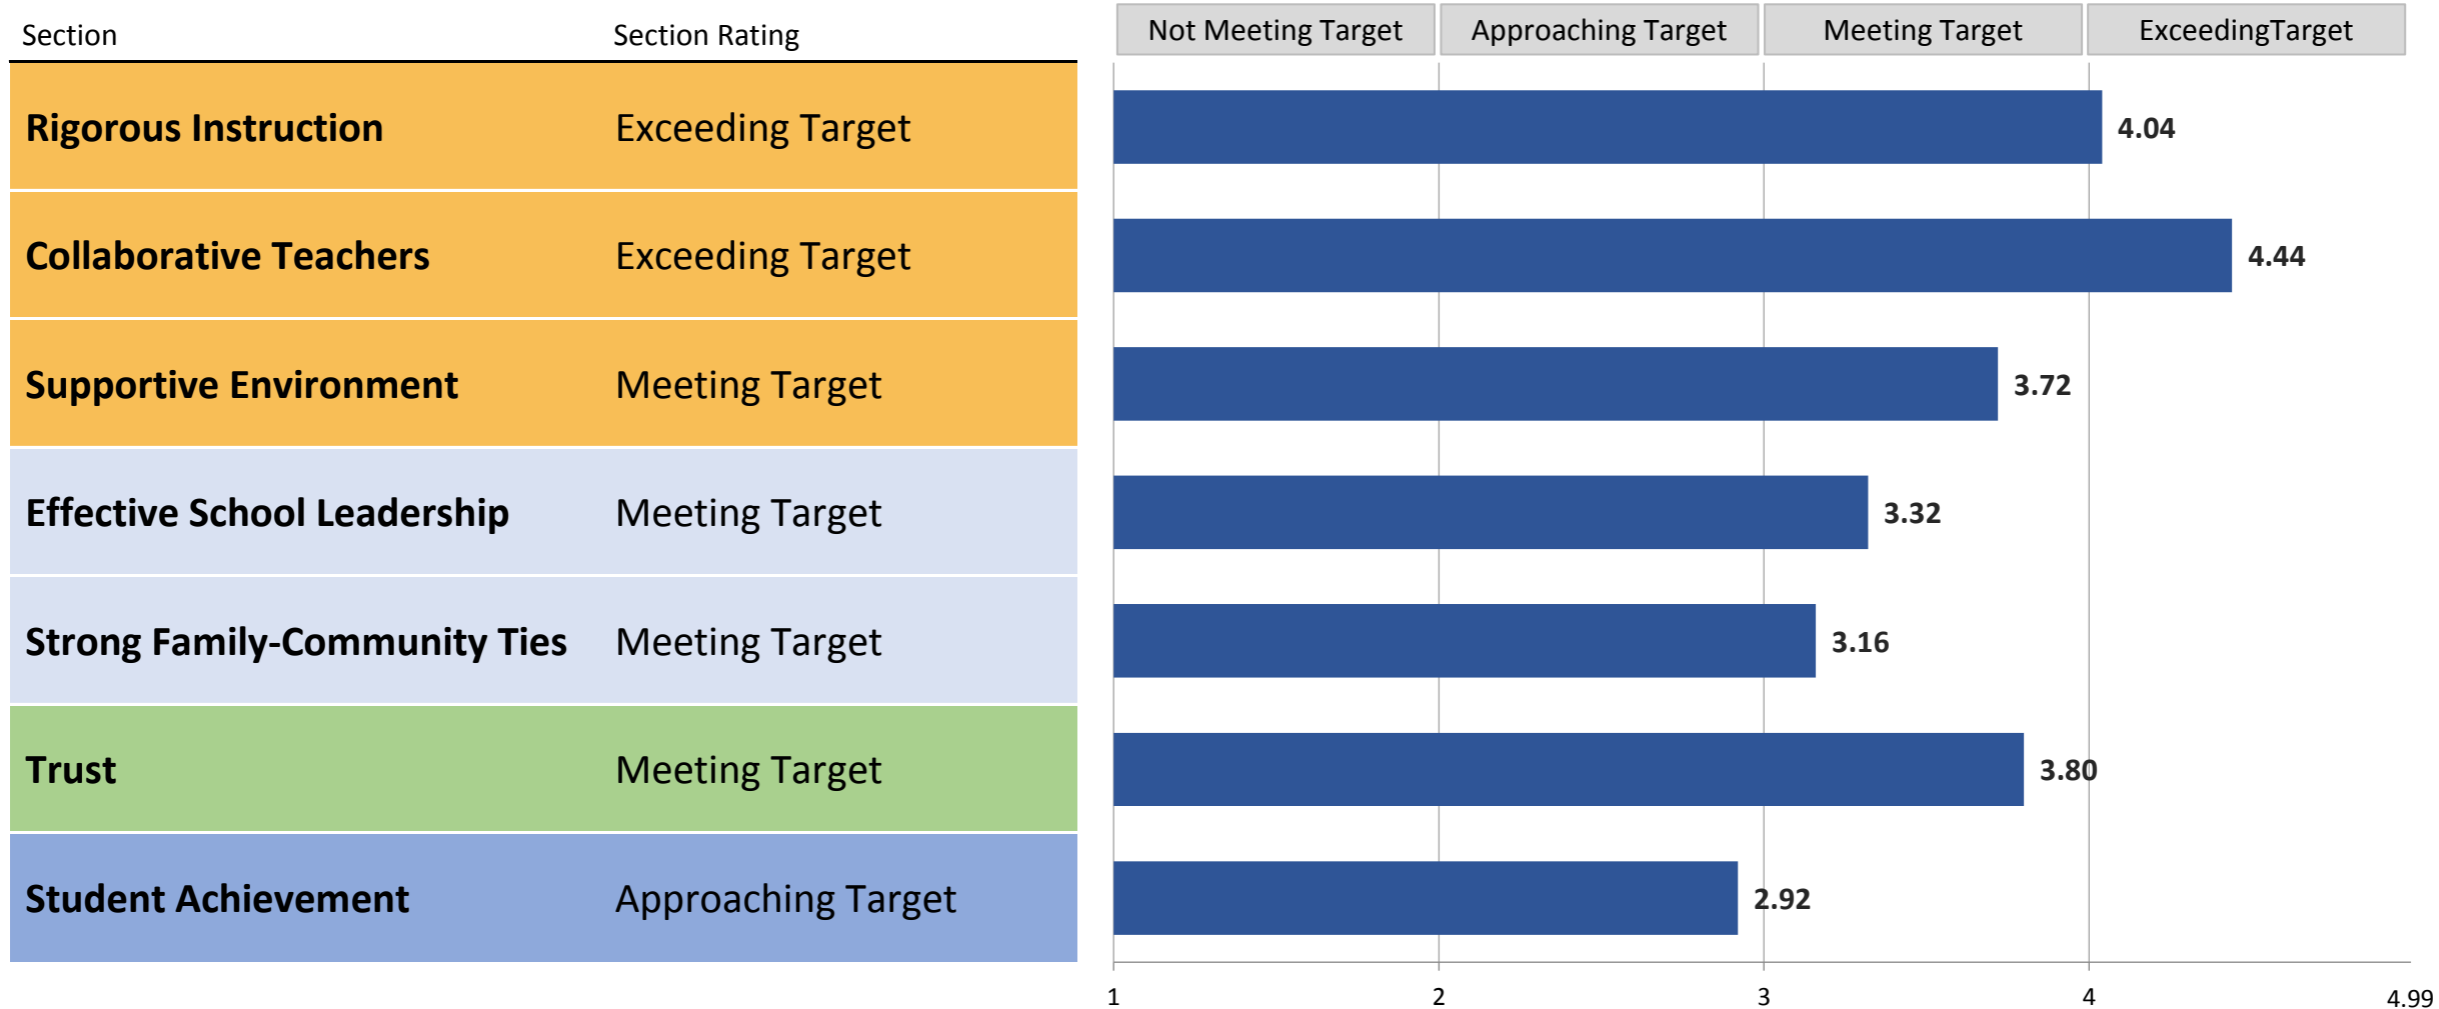 Section Section Rating Not Meeting Target Approaching Target Meeting Target ExceedingTarget
Rigorous Instruction Exceeding Target 4.04
Collaborative Teachers Exceeding Target 4.44
Supportive Environment Meeting Target 3.72
Effective School Leadership Meeting Target 3.32
Strong Family-Community Ties Meeting Target 3.16
Trust Meeting Target 3.80
Student Achievement Approaching Target 2.92
1 2 3 4 4.99